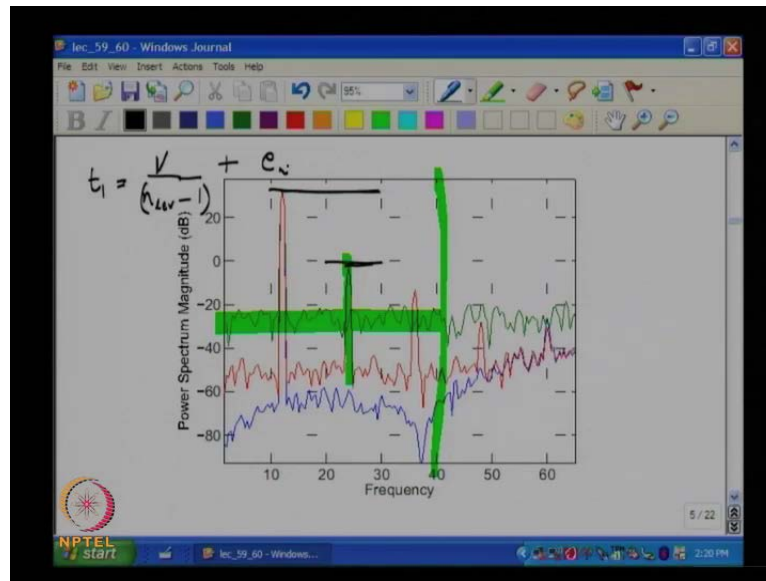 lec_59_60 - Windows Journal
File Edit View Insert Actions Tools Help
95%
B I
t₁ = V / (n_lev - 1) + e_i
Power Spectrum Magnitude (dB)
20
0
-20
-40
-60
-80
10 20 30 40 50 60
Frequency
5 / 22
NPTEL
start
lec_59_60 - Windows...
2:20 PM